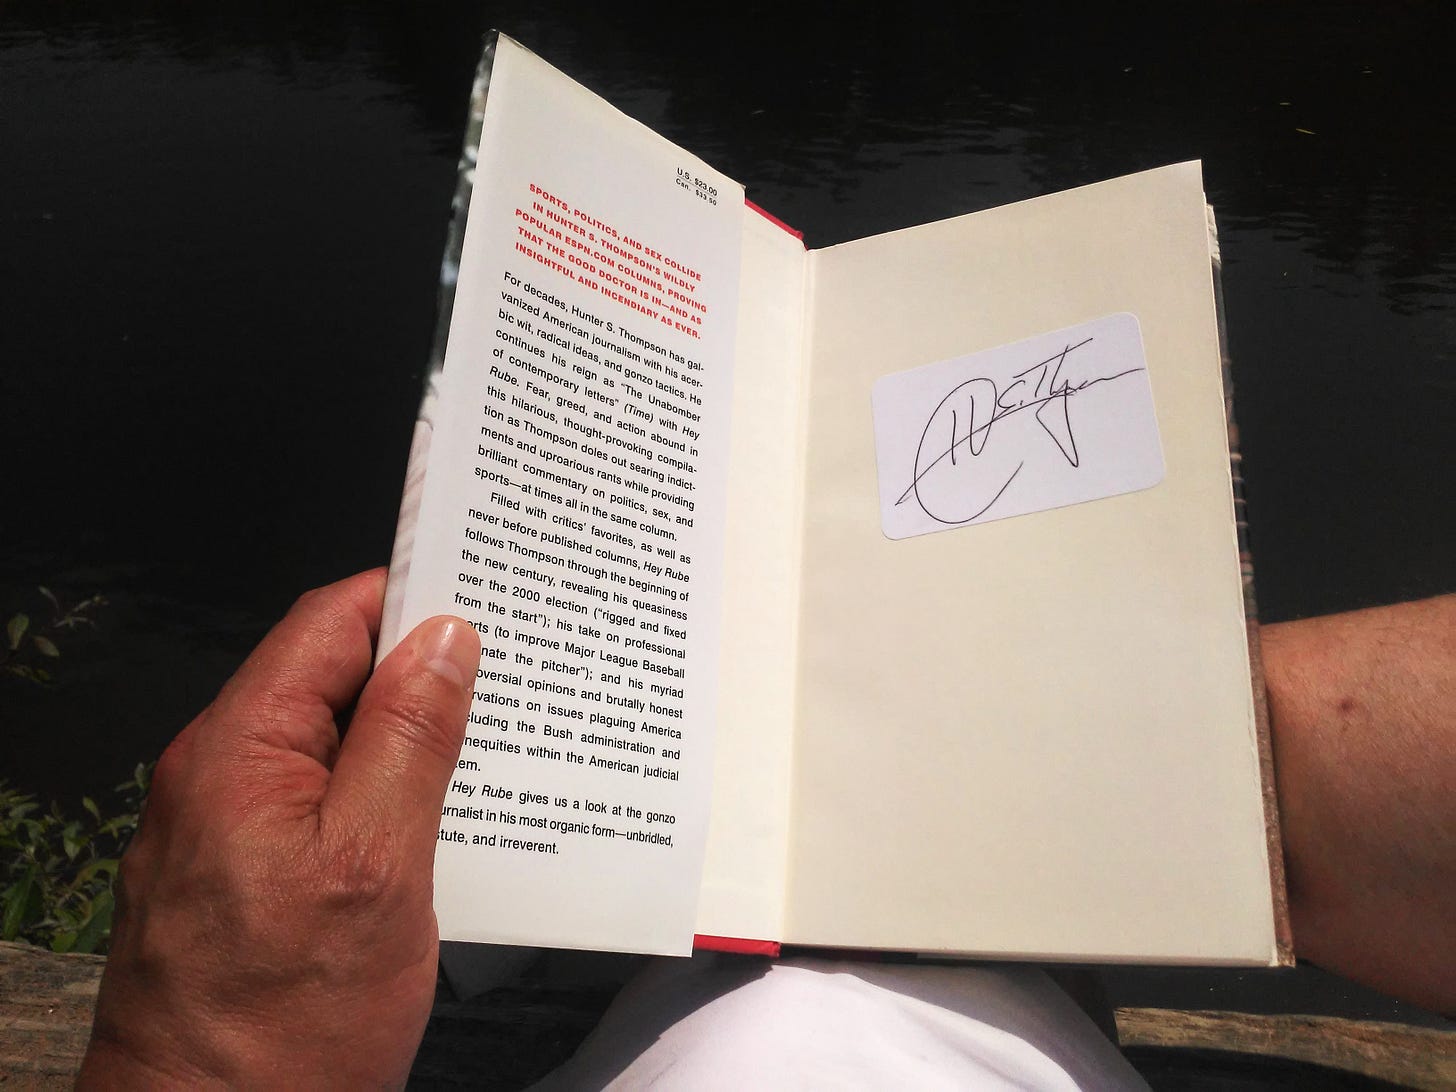 U.S. $23.00
Can. $33.50
SPORTS, POLITICS, AND SEX COLLIDE
IN HUNTER S. THOMPSON'S WILDLY
POPULAR ESPN.COM COLUMNS, PROVING
THAT THE GOOD DOCTOR IS IN—AND AS
INSIGHTFUL AND INCENDIARY AS EVER.
For decades, Hunter S. Thompson has gal-
vanized American journalism with his acer-
bic wit, radical ideas, and gonzo tactics. He
continues his reign as “The Unabomber
of contemporary letters” (Time) with Hey
Rube. Fear, greed, and action abound in
this hilarious, thought-provoking compila-
tion as Thompson doles out searing indict-
ments and uproarious rants while providing
brilliant commentary on politics, sex, and
sports—at times all in the same column.
Filled with critics’ favorites, as well as
never before published columns, Hey Rube
follows Thompson through the beginning of
the new century, revealing his queasiness
over the 2000 election (“rigged and fixed
from the start”); his take on professional
orts (to improve Major League Baseball
nate the pitcher”); and his myriad
oversial opinions and brutally honest
rvations on issues plaguing America
cluding the Bush administration and
nequities within the American judicial
em.
Hey Rube gives us a look at the gonzo
urnalist in his most organic form—unbridled,
stute, and irreverent.